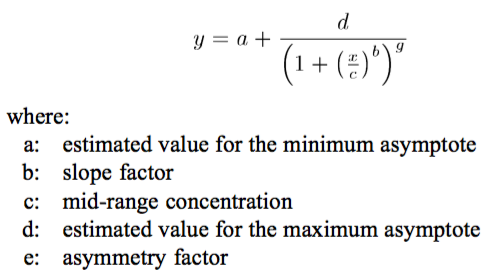 y = a + \frac{d}{\left(1 + \left(\frac{x}{c}\right)^b\right)^g}
where:
a: estimated value for the minimum asymptote
b: slope factor
c: mid-range concentration
d: estimated value for the maximum asymptote
e: asymmetry factor